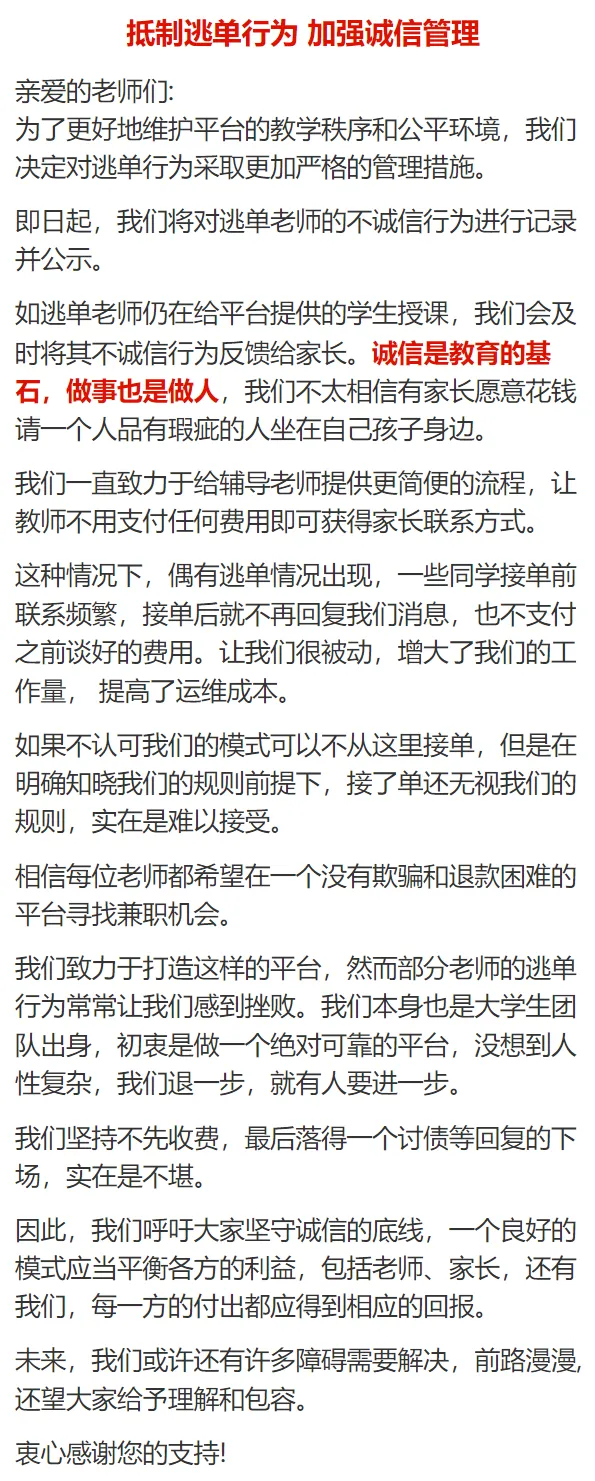 抵制逃单行为 加强诚信管理
亲爱的老师们:
为了更好地维护平台的教学秩序和公平环境，我们
决定对逃单行为采取更加严格的管理措施。
即日起，我们将对逃单老师的不诚信行为进行记录
并公示。
如逃单老师仍在给平台提供的学生授课，我们会及
时将其不诚信行为反馈给家长。诚信是教育的基
石，做事也是做人，我们不太相信有家长愿意花钱
请一个人品有瑕疵的人坐在自己孩子身边。
我们一直致力于给辅导老师提供更简便的流程，让
教师不用支付任何费用即可获得家长联系方式。
这种情况下，偶有逃单情况出现，一些同学接单前
联系频繁，接单后就不再回复我们消息，也不支付
之前谈好的费用。让我们很被动，增大了我们的工
作量， 提高了运维成本。
如果不认可我们的模式可以不从这里接单，但是在
明确知晓我们的规则前提下，接了单还无视我们的
规则，实在是难以接受。
相信每位老师都希望在一个没有欺骗和退款困难的
平台寻找兼职机会。
我们致力于打造这样的平台，然而部分老师的逃单
行为常常让我们感到挫败。我们本身也是大学生团
队出身，初衷是做一个绝对可靠的平台，没想到人
性复杂，我们退一步，就有人要进一步。
我们坚持不先收费，最后落得一个讨债等回复的下
场，实在是不堪。
因此，我们呼吁大家坚守诚信的底线，一个良好的
模式应当平衡各方的利益，包括老师、家长，还有
我们，每一方的付出都应得到相应的回报。
未来，我们或许还有许多障碍需要解决，前路漫漫,
还望大家给予理解和包容。
衷心感谢您的支持!